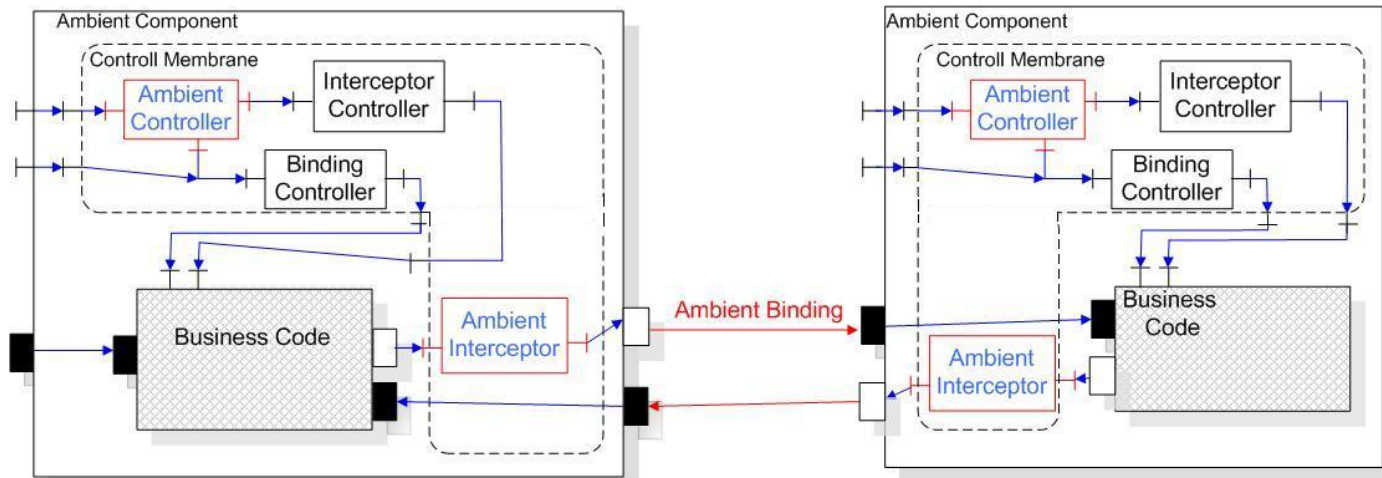 Ambient Component
Controll Membrane
Ambient
Controller
Interceptor
Controller
Binding
Controller
Business Code
Ambient
Interceptor
Ambient Binding
Ambient Component
Controll Membrane
Ambient
Controller
Interceptor
Controller
Binding
Controller
Business
Code
Ambient
Interceptor